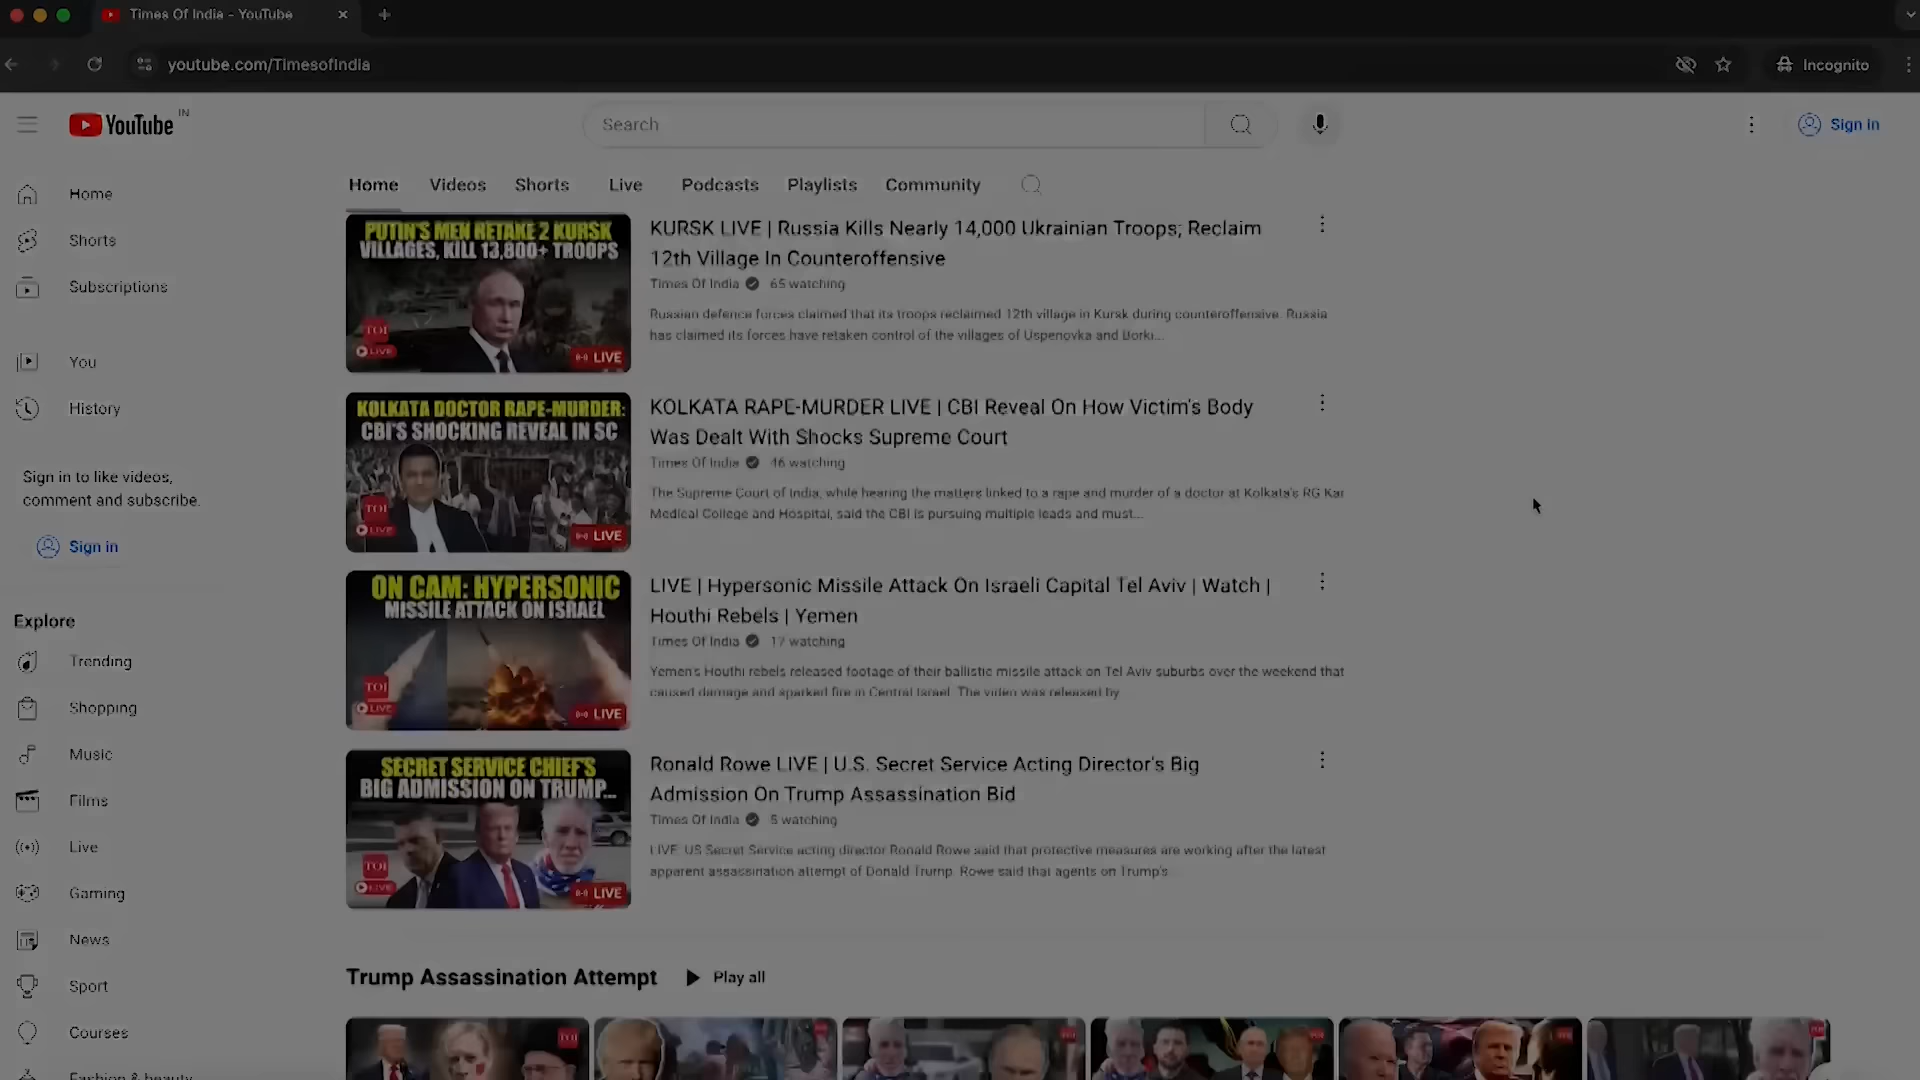 Times Of India - YouTube
youtube.com/TimesofIndia
Incognito
YouTube IN
Search
Sign in
Home
Videos
Shorts
Live
Podcasts
Playlists
Community
Home
Shorts
Subscriptions
You
History
Sign in to like videos,
comment and subscribe.
Sign in
Explore
Trending
Shopping
Music
Films
Live
Gaming
News
Sport
Courses
Fashion & beauty
PUTIN'S MEN RETAKE 2 KURSK
VILLAGES, KILL 13,800+ TROOPS
TOI
LIVE
LIVE
KURSK LIVE | Russia Kills Nearly 14,000 Ukrainian Troops; Reclaim
12th Village In Counteroffensive
Times Of India 65 watching
Russian defence forces claimed that its troops reclaimed 12th village in Kursk during counteroffensive. Russia
has claimed its forces have retaken control of the villages of Uspenovka and Borki...
KOLKATA DOCTOR RAPE-MURDER:
CBI'S SHOCKING REVEAL IN SC
TOI
LIVE
LIVE
KOLKATA RAPE-MURDER LIVE | CBI Reveal On How Victim's Body
Was Dealt With Shocks Supreme Court
Times Of India 46 watching
The Supreme Court of India, while hearing the matters linked to a rape and murder of a doctor at Kolkata's RG Kar
Medical College and Hospital, said the CBI is pursuing multiple leads and must...
ON CAM: HYPERSONIC
MISSILE ATTACK ON ISRAEL
TOI
LIVE
LIVE
LIVE | Hypersonic Missile Attack On Israeli Capital Tel Aviv | Watch |
Houthi Rebels | Yemen
Times Of India 17 watching
Yemen's Houthi rebels released footage of their ballistic missile attack on Tel Aviv suburbs over the weekend that
caused damage and sparked fire in Central Israel. The video was released by
SECRET SERVICE CHIEF'S
BIG ADMISSION ON TRUMP...
TOI
LIVE
LIVE
Ronald Rowe LIVE | U.S. Secret Service Acting Director's Big
Admission On Trump Assassination Bid
Times Of India 5 watching
LIVE: US Secret Service acting director Ronald Rowe said that protective measures are working after the latest
apparent assassination attempt of Donald Trump. Rowe said that agents on Trump's
Trump Assassination Attempt
Play all
TOI